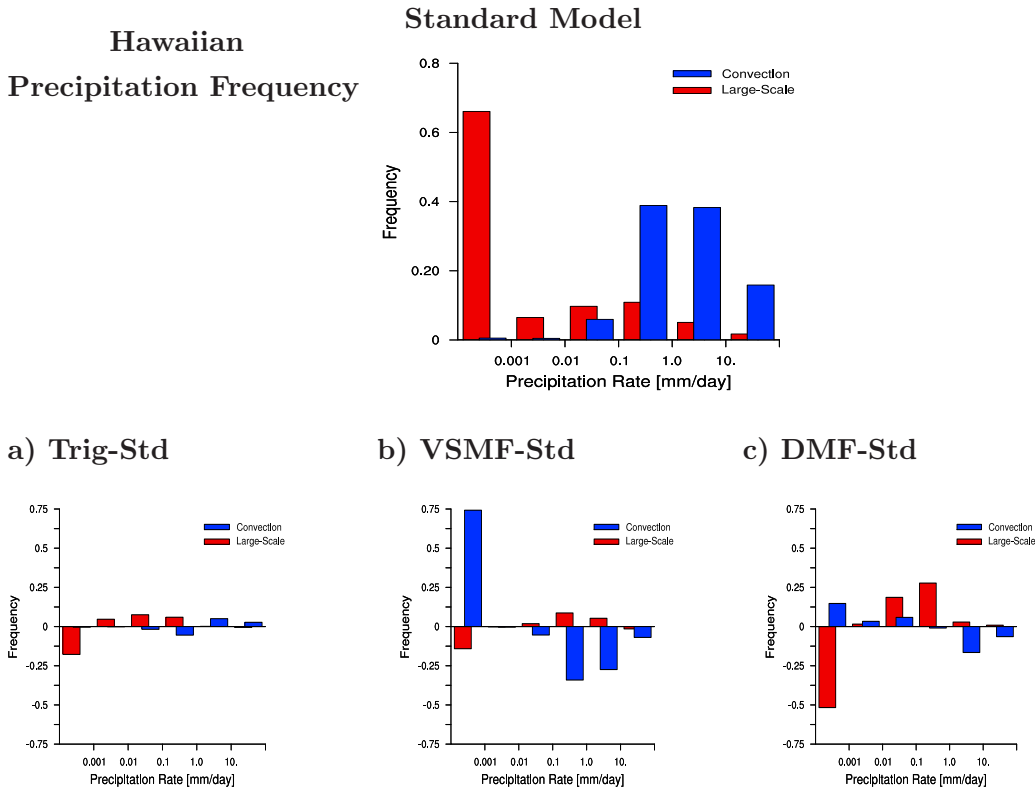 Hawaiian
Precipitation Frequency
Standard Model
0.8
0.6
0.4
0.20
0
Frequency
Convection
Large-Scale
0.001 0.01 0.1 1.0 10.
Precipitation Rate [mm/day]
a) Trig-Std
0.75
0.5
0.25
0
-0.25
-0.5
-0.75
Frequency
Convection
Large-Scale
0.001 0.01 0.1 1.0 10.
Precipitation Rate [mm/day]
b) VSMF-Std
0.75
0.5
0.25
0
-0.25
-0.5
-0.75
Frequency
Convection
Large-Scale
0.001 0.01 0.1 1.0 10.
Precipitation Rate [mm/day]
c) DMF-Std
0.75
0.5
0.25
0
-0.25
-0.5
-0.75
Frequency
Convection
Large-Scale
0.001 0.01 0.1 1.0 10.
Precipitation Rate [mm/day]